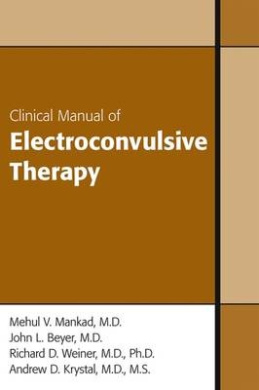 Clinical Manual of
Electroconvulsive
Therapy
Mehul V. Mankad, M.D.
John L. Beyer, M.D.
Richard D. Weiner, M.D., Ph.D.
Andrew D. Krystal, M.D., M.S.